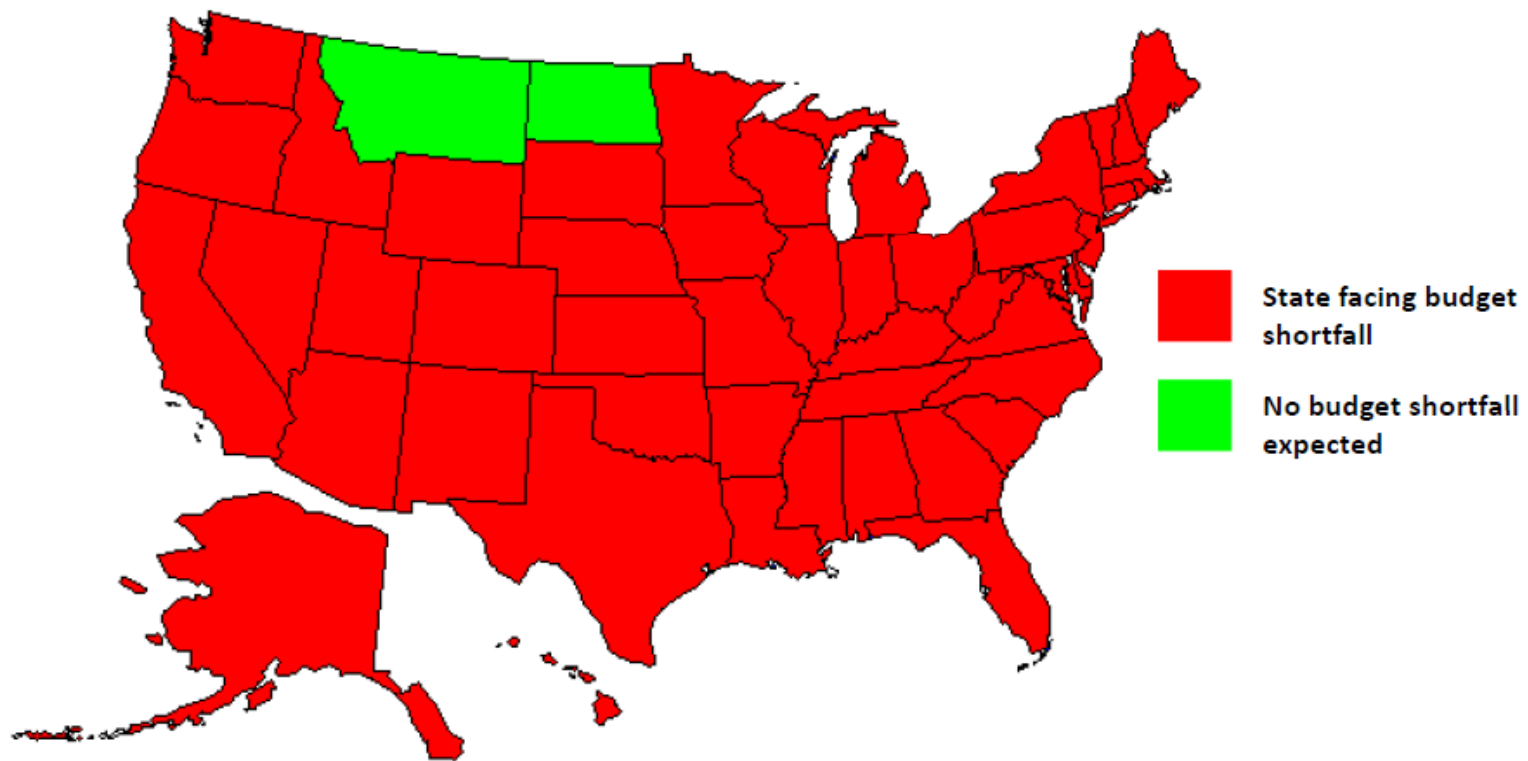 State facing budget
shortfall
No budget shortfall
expected